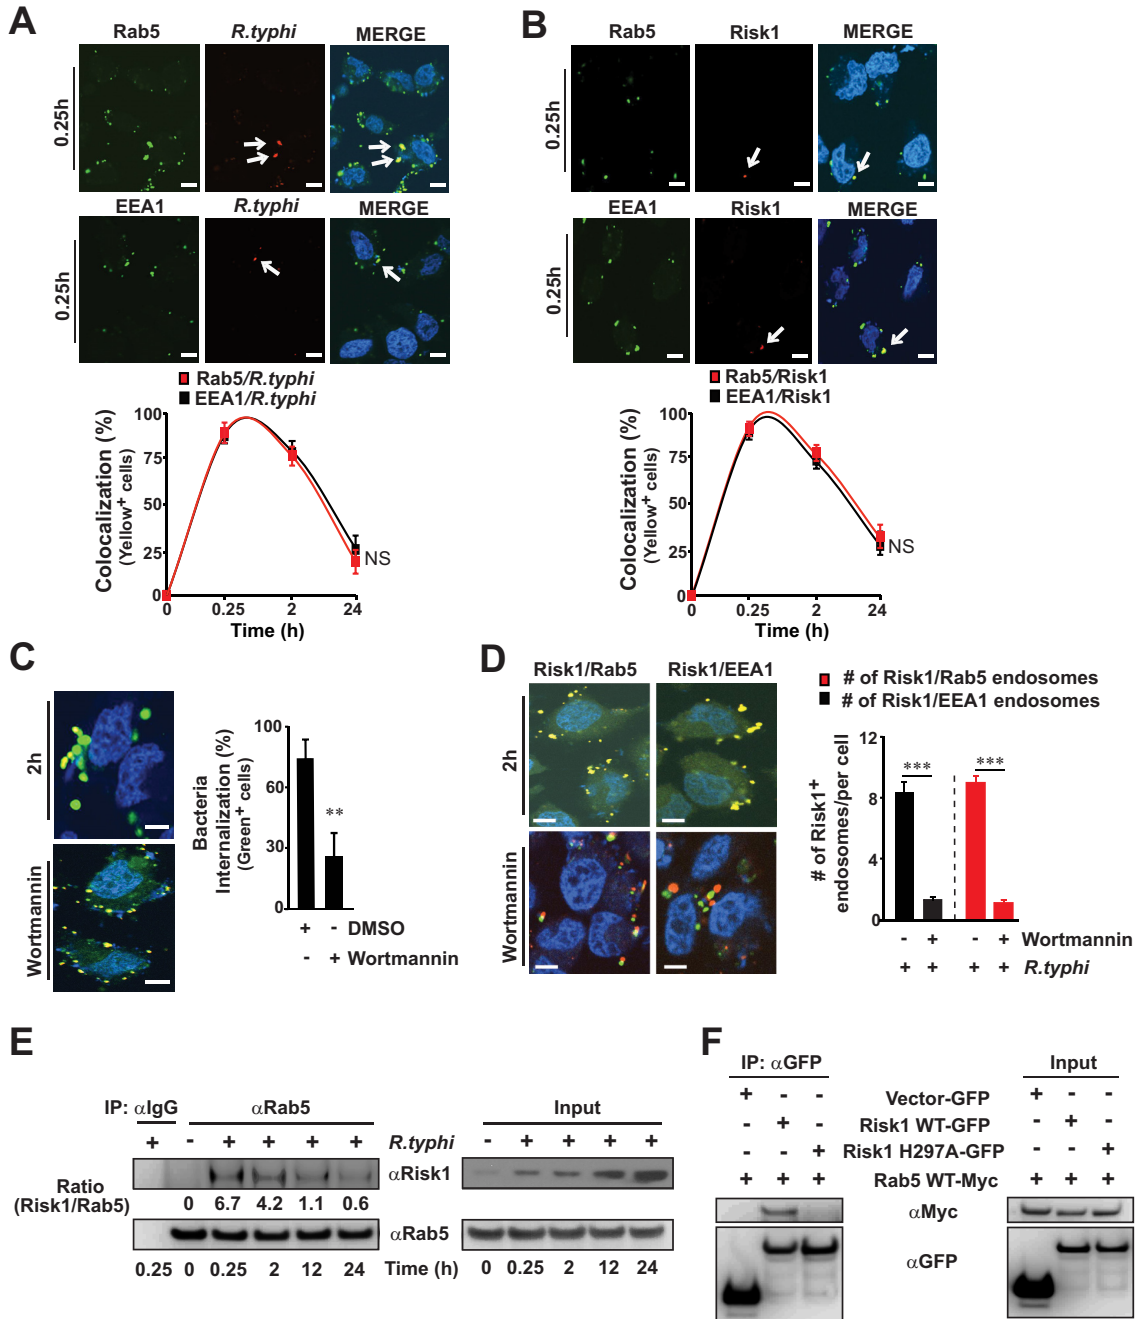 A
Rab5 R.typhi MERGE
0.25h
EEA1 R.typhi MERGE
0.25h
Rab5/R.typhi
EEA1/R.typhi
Colocalization (%)
(Yellow+ cells)
100
75
50
25
0
0 0.25 2 24
NS
Time (h)
B
Rab5 Risk1 MERGE
0.25h
EEA1 Risk1 MERGE
0.25h
Rab5/Risk1
EEA1/Risk1
Colocalization (%)
(Yellow+ cells)
100
75
50
25
0
0 0.25 2 24
NS
Time (h)
C
2h
Wortmannin
Bacteria
Internalization (%)
(Green+ cells)
90
60
30
0
**
+ - DMSO
- + Wortmannin
D
Risk1/Rab5 Risk1/EEA1
2h
Wortmannin
# of Risk1/Rab5 endosomes
# of Risk1/EEA1 endosomes
# of Risk1+
endosomes/per cell
12
8
4
0
*** ***
- + - + Wortmannin
+ + + + R.typhi
E
IP: αIgG αRab5 Input
+ - + + + + R.typhi - + + + +
αRisk1
Ratio
(Risk1/Rab5)
0 6.7 4.2 1.1 0.6
αRab5
0.25 0 0.25 2 12 24 Time (h) 0 0.25 2 12 24
F
IP: αGFP Input
+ - - Vector-GFP + - -
- + - Risk1 WT-GFP - + -
- - + Risk1 H297A-GFP - - +
+ + + Rab5 WT-Myc + + +
αMyc
αGFP